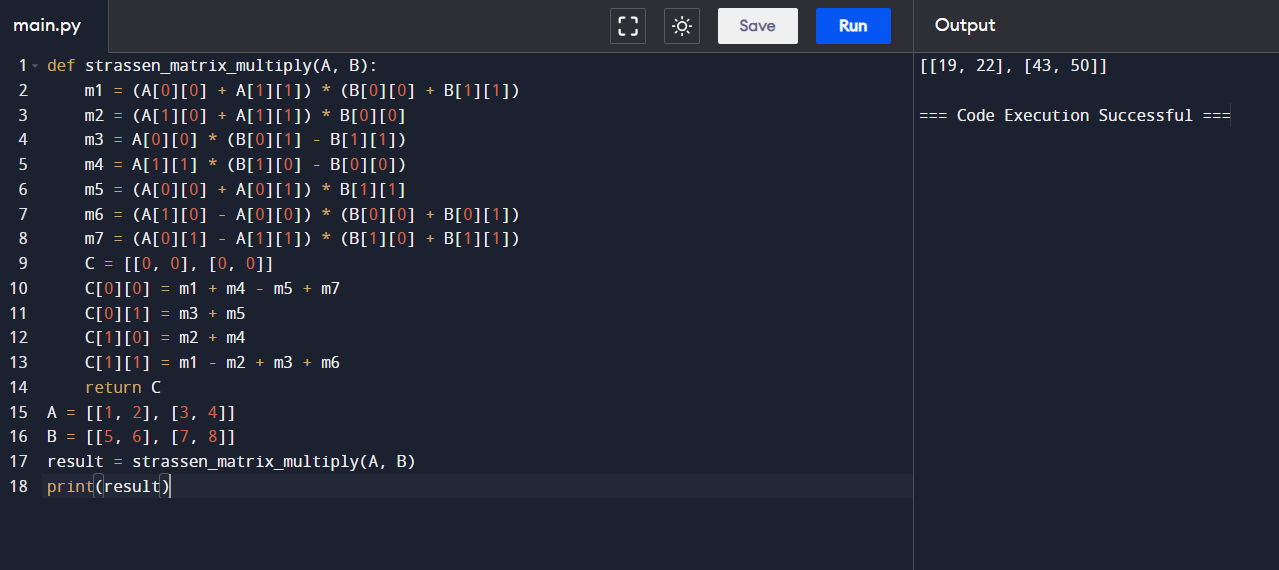 main.py
Save
Run
Output
1 def strassen_matrix_multiply(A, B):
2     m1 = (A[0][0] + A[1][1]) * (B[0][0] + B[1][1])
3     m2 = (A[1][0] + A[1][1]) * B[0][0]
4     m3 = A[0][0] * (B[0][1] - B[1][1])
5     m4 = A[1][1] * (B[1][0] - B[0][0])
6     m5 = (A[0][0] + A[0][1]) * B[1][1]
7     m6 = (A[1][0] - A[0][0]) * (B[0][0] + B[0][1])
8     m7 = (A[0][1] - A[1][1]) * (B[1][0] + B[1][1])
9     C = [[0, 0], [0, 0]]
10     C[0][0] = m1 + m4 - m5 + m7
11     C[0][1] = m3 + m5
12     C[1][0] = m2 + m4
13     C[1][1] = m1 - m2 + m3 + m6
14     return C
15 A = [[1, 2], [3, 4]]
16 B = [[5, 6], [7, 8]]
17 result = strassen_matrix_multiply(A, B)
18 print(result)
[[19, 22], [43, 50]]
=== Code Execution Successful ===